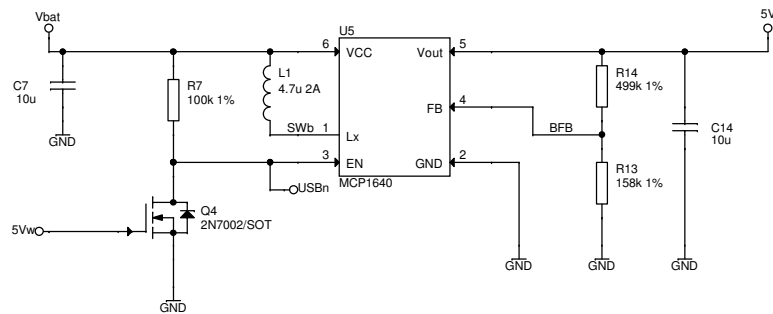 Vbat
5V
U5
6
VCC
Vout
5
C7
10u
R7
100k 1%
L1
4.7u 2A
R14
499k 1%
FB
4
SWb
1
Lx
BFB
C14
10u
GND
3
EN
GND
2
MCP1640
R13
158k 1%
USBn
Q4
2N7002/SOT
5Vw
GND
GND
GND
GND